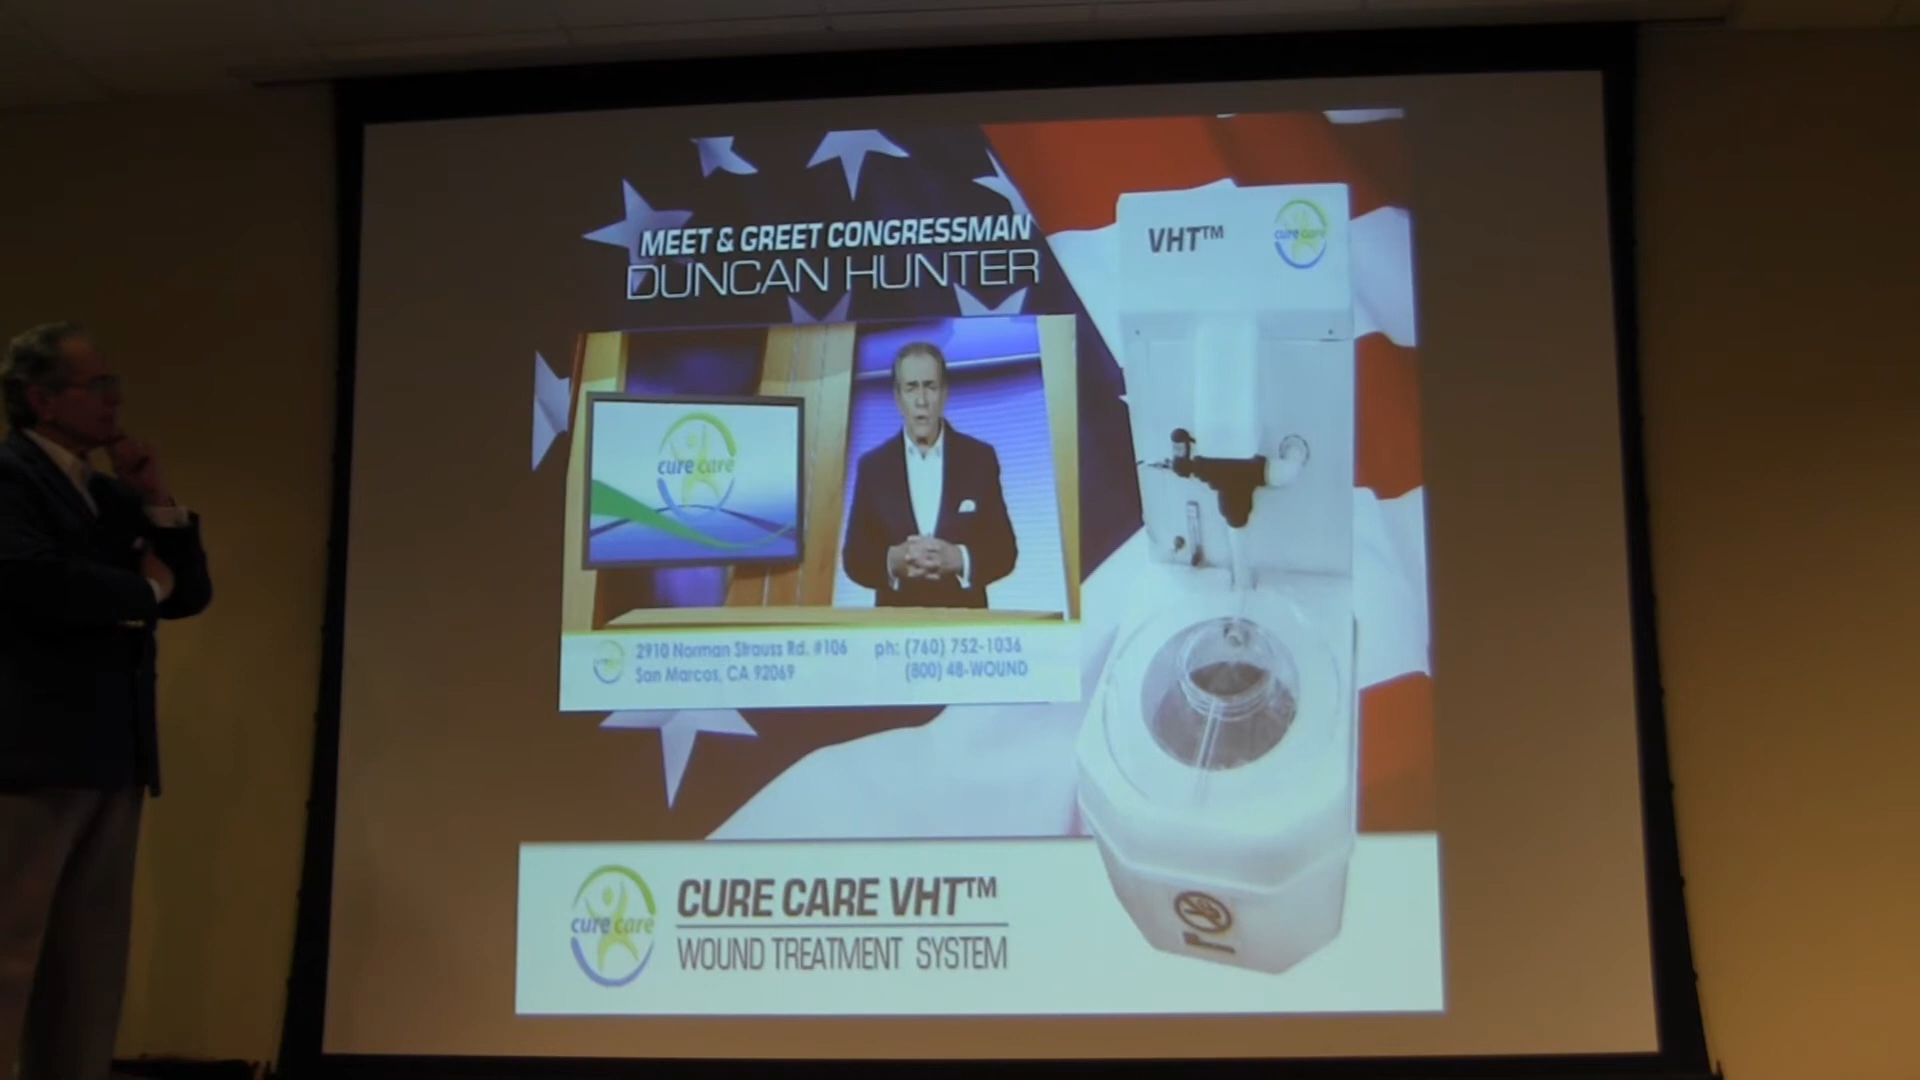 MEET & GREET CONGRESSMAN
DUNCAN HUNTER
VHT™
cure care
cure care
2910 Norman Strauss Rd. #106
San Marcos, CA 92069
ph: (760) 752-1036
(800) 48-WOUND
cure care
CURE CARE VHT™
WOUND TREATMENT SYSTEM